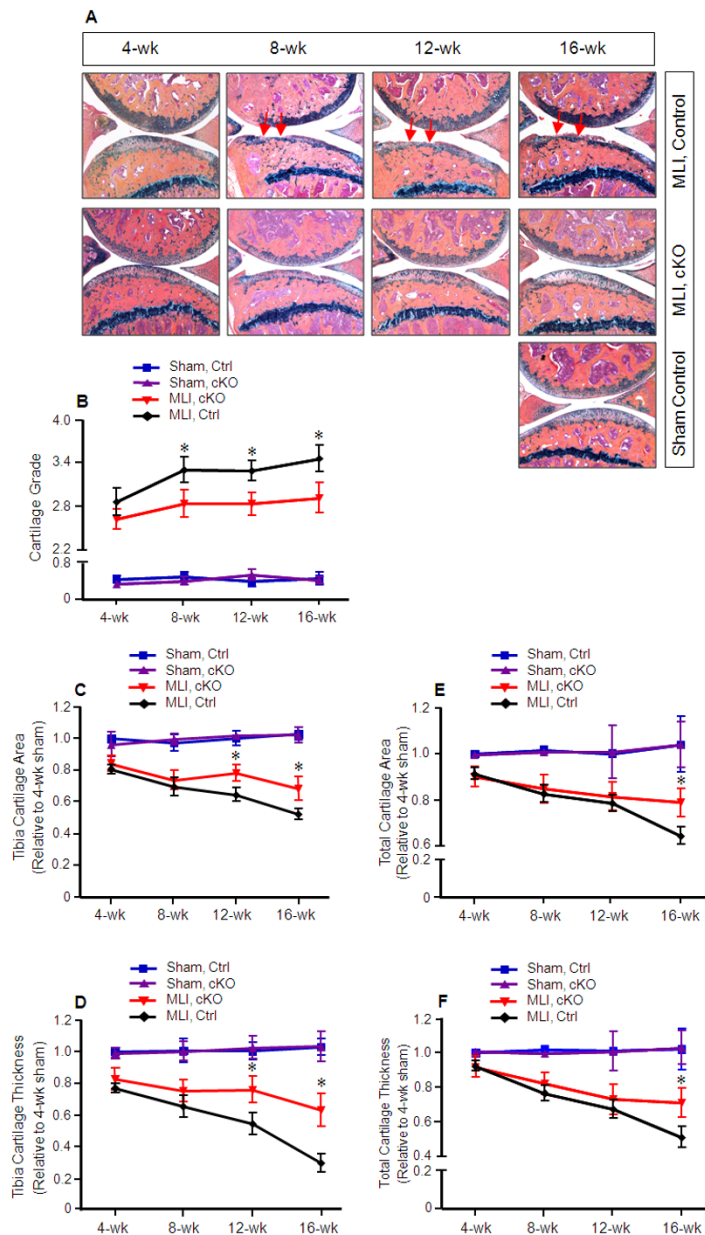 A
4-wk 8-wk 12-wk 16-wk
MLI, Control
MLI, cKO
Sham Control
B
Sham, Ctrl
Sham, cKO
MLI, cKO
MLI, Ctrl
Cartilage Grade
4.0
3.4
2.8
2.2
0.8
0
* * *
4-wk 8-wk 12-wk 16-wk
C
Sham, Ctrl
Sham, cKO
MLI, cKO
MLI, Ctrl
Tibia Cartilage Area
(Relative to 4-wk sham)
1.2
1.0
0.8
0.6
0.4
0.2
0
* *
4-wk 8-wk 12-wk 16-wk
E
Sham, Ctrl
Sham, cKO
MLI, cKO
MLI, Ctrl
Total Cartilage Area
(Relative to 4-wk sham)
1.2
1.0
0.8
0.6
0.2
0
*
4-wk 8-wk 12-wk 16-wk
D
Sham, Ctrl
Sham, cKO
MLI, cKO
MLI, Ctrl
Tibia Cartilage Thickness
(Relative to 4-wk sham)
1.2
1.0
0.8
0.6
0.4
0.2
0
* *
4-wk 8-wk 12-wk 16-wk
F
Sham, Ctrl
Sham, cKO
MLI, cKO
MLI, Ctrl
Total Cartilage Thickness
(Relative to 4-wk sham)
1.2
1.0
0.8
0.6
0.4
0.2
0
*
4-wk 8-wk 12-wk 16-wk